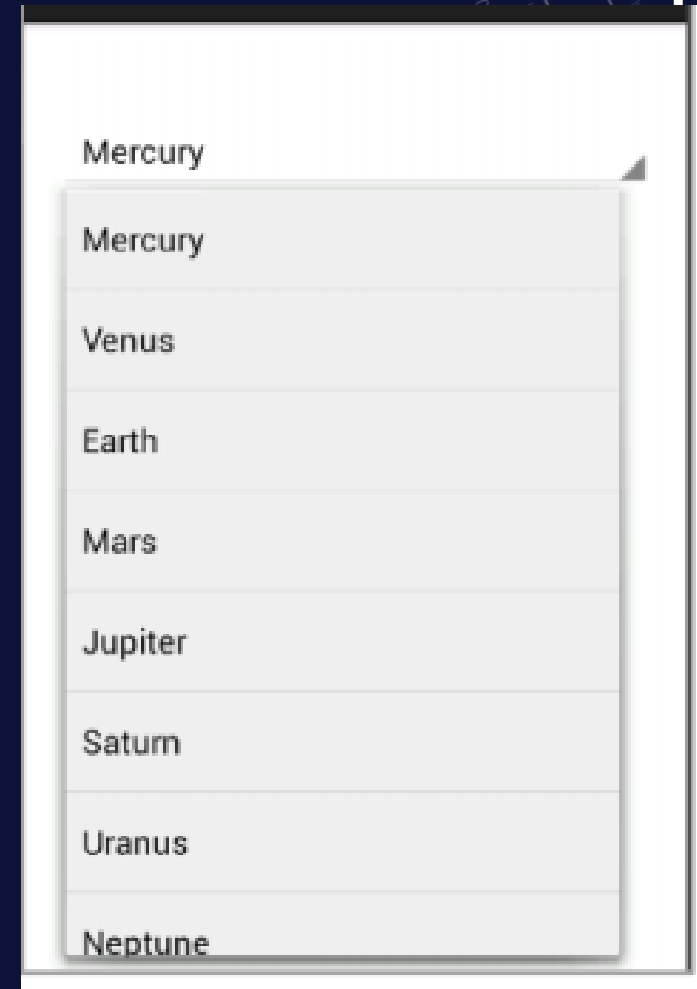 Mercury
Mercury
Venus
Earth
Mars
Jupiter
Saturn
Uranus
Neptune